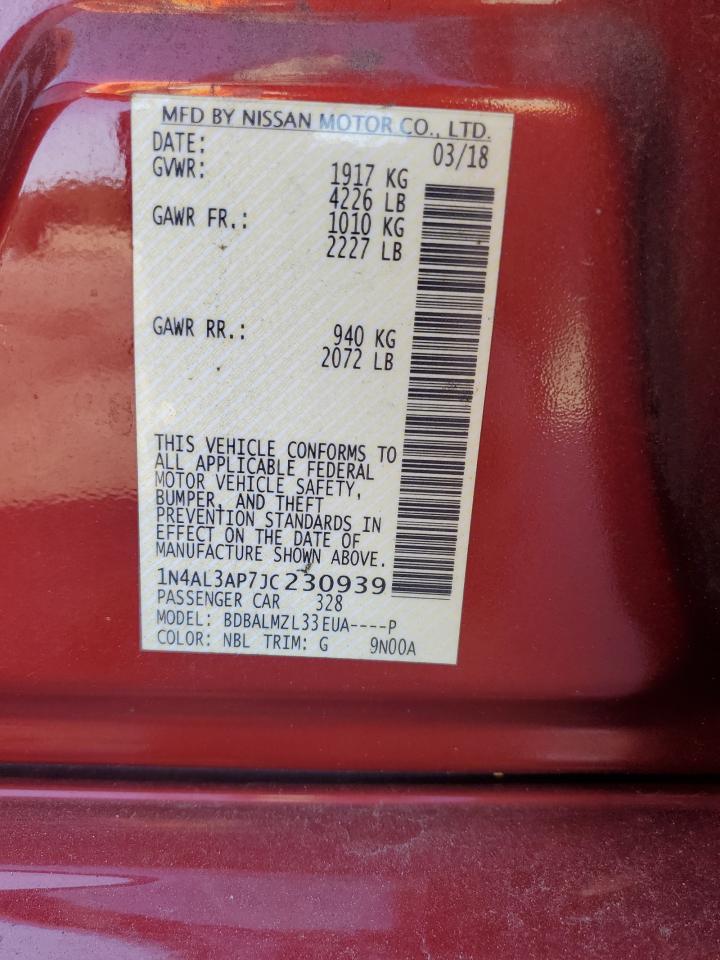 MFD BY NISSAN MOTOR CO., LTD.
DATE: 03/18
GVWR: 1917 KG
4226 LB
GAWR FR.: 1010 KG
2227 LB
GAWR RR.: 940 KG
2072 LB
THIS VEHICLE CONFORMS TO
ALL APPLICABLE FEDERAL
MOTOR VEHICLE SAFETY,
BUMPER, AND THEFT
PREVENTION STANDARDS IN
EFFECT ON THE DATE OF
MANUFACTURE SHOWN ABOVE.
1N4AL3AP7JC230939
PASSENGER CAR 328
MODEL: BDBALMZL33EUA----P
COLOR: NBL TRIM: G 9N00A